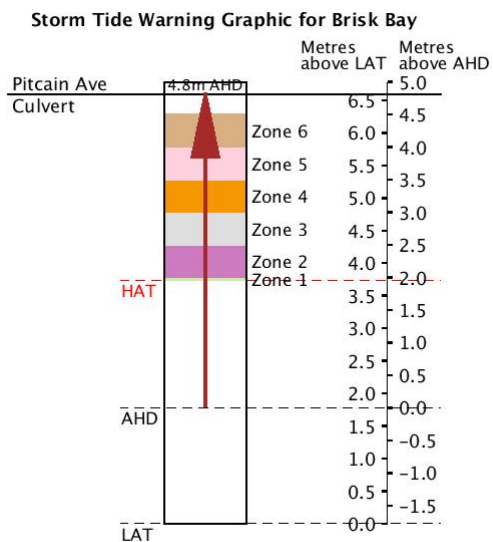 Storm Tide Warning Graphic for Brisk Bay
Metres above LAT
Metres above AHD
Pitcain Ave
Culvert
4.8m AHD
Zone 6
Zone 5
Zone 4
Zone 3
Zone 2
Zone 1
HAT
AHD
LAT
6.5
6.0
5.5
5.0
4.5
4.0
3.5
3.0
2.5
2.0
1.5
1.0
0.5
0.0
5.0
4.5
4.0
3.5
3.0
2.5
2.0
1.5
1.0
0.5
0.0
-0.5
-1.0
-1.5